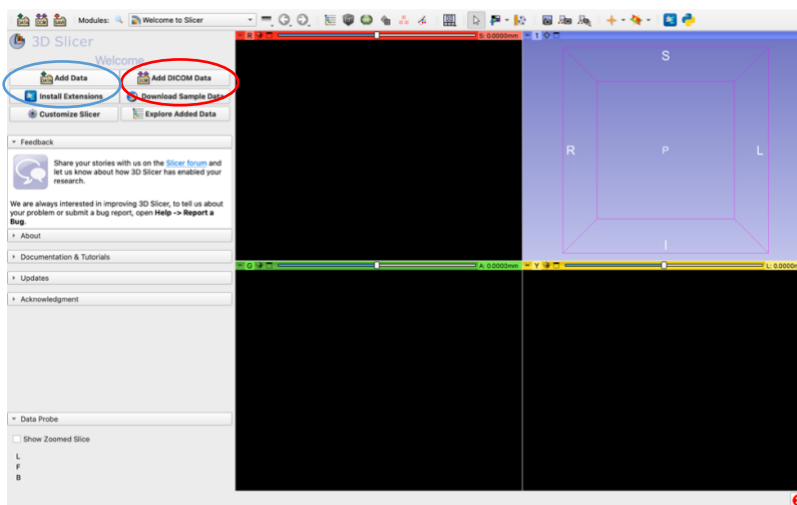 Modules: Welcome to Slicer
3D Slicer
Welcome
Add Data
Add DICOM Data
Install Extensions
Download Sample Data
Customize Slicer
Explore Added Data
Feedback
Share your stories with us on the Slicer forum and
let us know about how 3D Slicer has enabled your
research.
We are always interested in improving 3D Slicer, to tell us about
your problem or submit a bug report, open Help -> Report a
Bug.
About
Documentation & Tutorials
Updates
Acknowledgment
Data Probe
Show Zoomed Slice
L
F
B
R
S: 0.0000mm
1
S
R
P
L
I
G
A: 0.0000mm
Y
L: 0.0000m